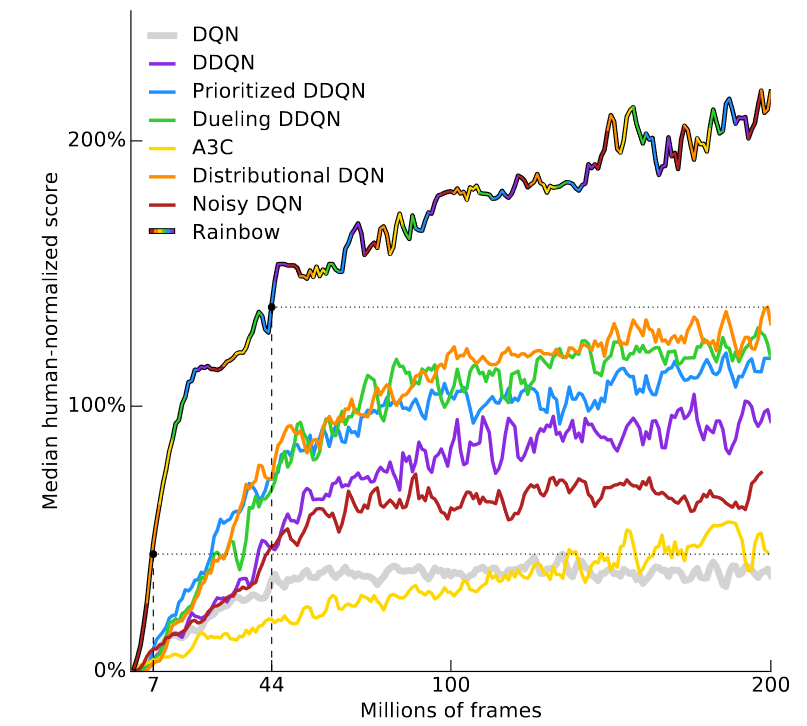 DQN
DDQN
Prioritized DDQN
Dueling DDQN
A3C
Distributional DQN
Noisy DQN
Rainbow
200%
100%
0%
Median human-normalized score
7 44 100 200
Millions of frames